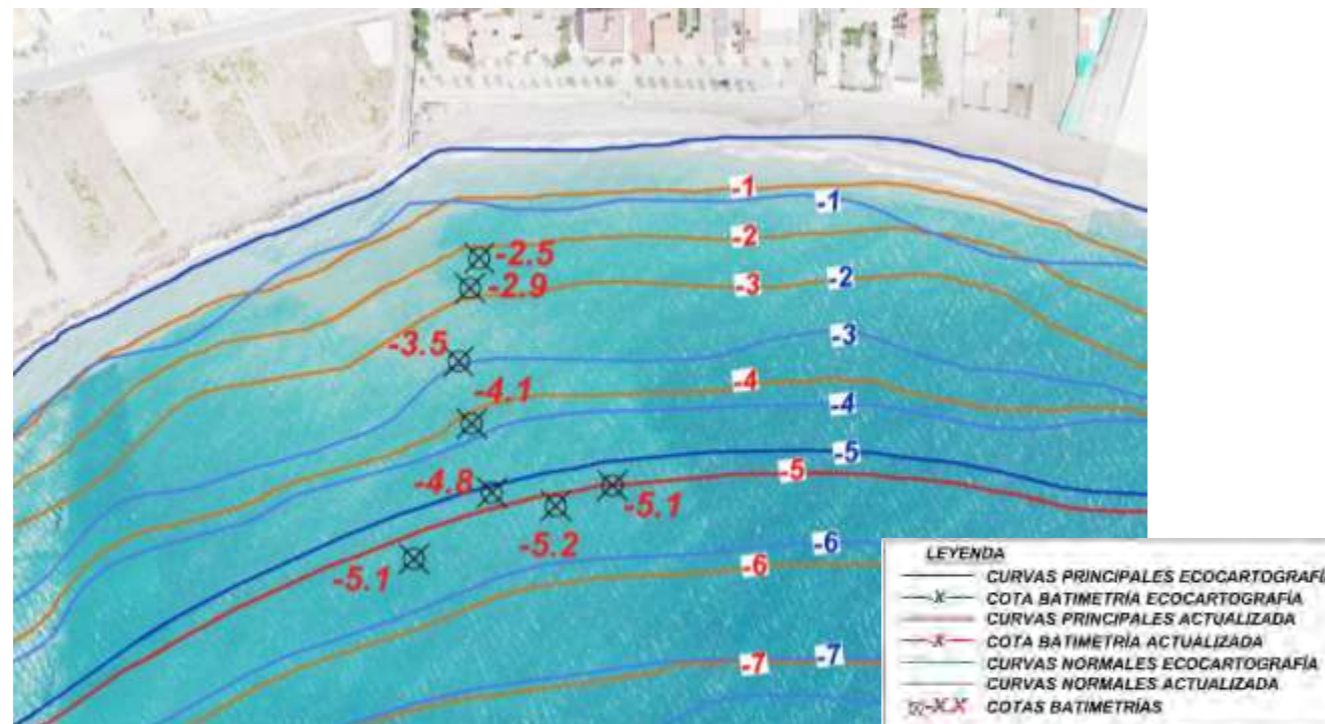 -1
-1
-2
-2.5
-2.9
-3
-2
-3.5
-3
-4
-4.1
-4
-5
-5
-4.8
-5.1
-5.2
-5.1
-6
-6
-7
-7
LEYENDA
CURVAS PRINCIPALES ECOCARTOGRAFÍ
-X- COTA BATIMETRÍA ECOCARTOGRAFÍA
CURVAS PRINCIPALES ACTUALIZADA
-X- COTA BATIMETRÍA ACTUALIZADA
CURVAS NORMALES ECOCARTOGRAFÍA
CURVAS NORMALES ACTUALIZADA
-X.X COTAS BATIMETRÍAS